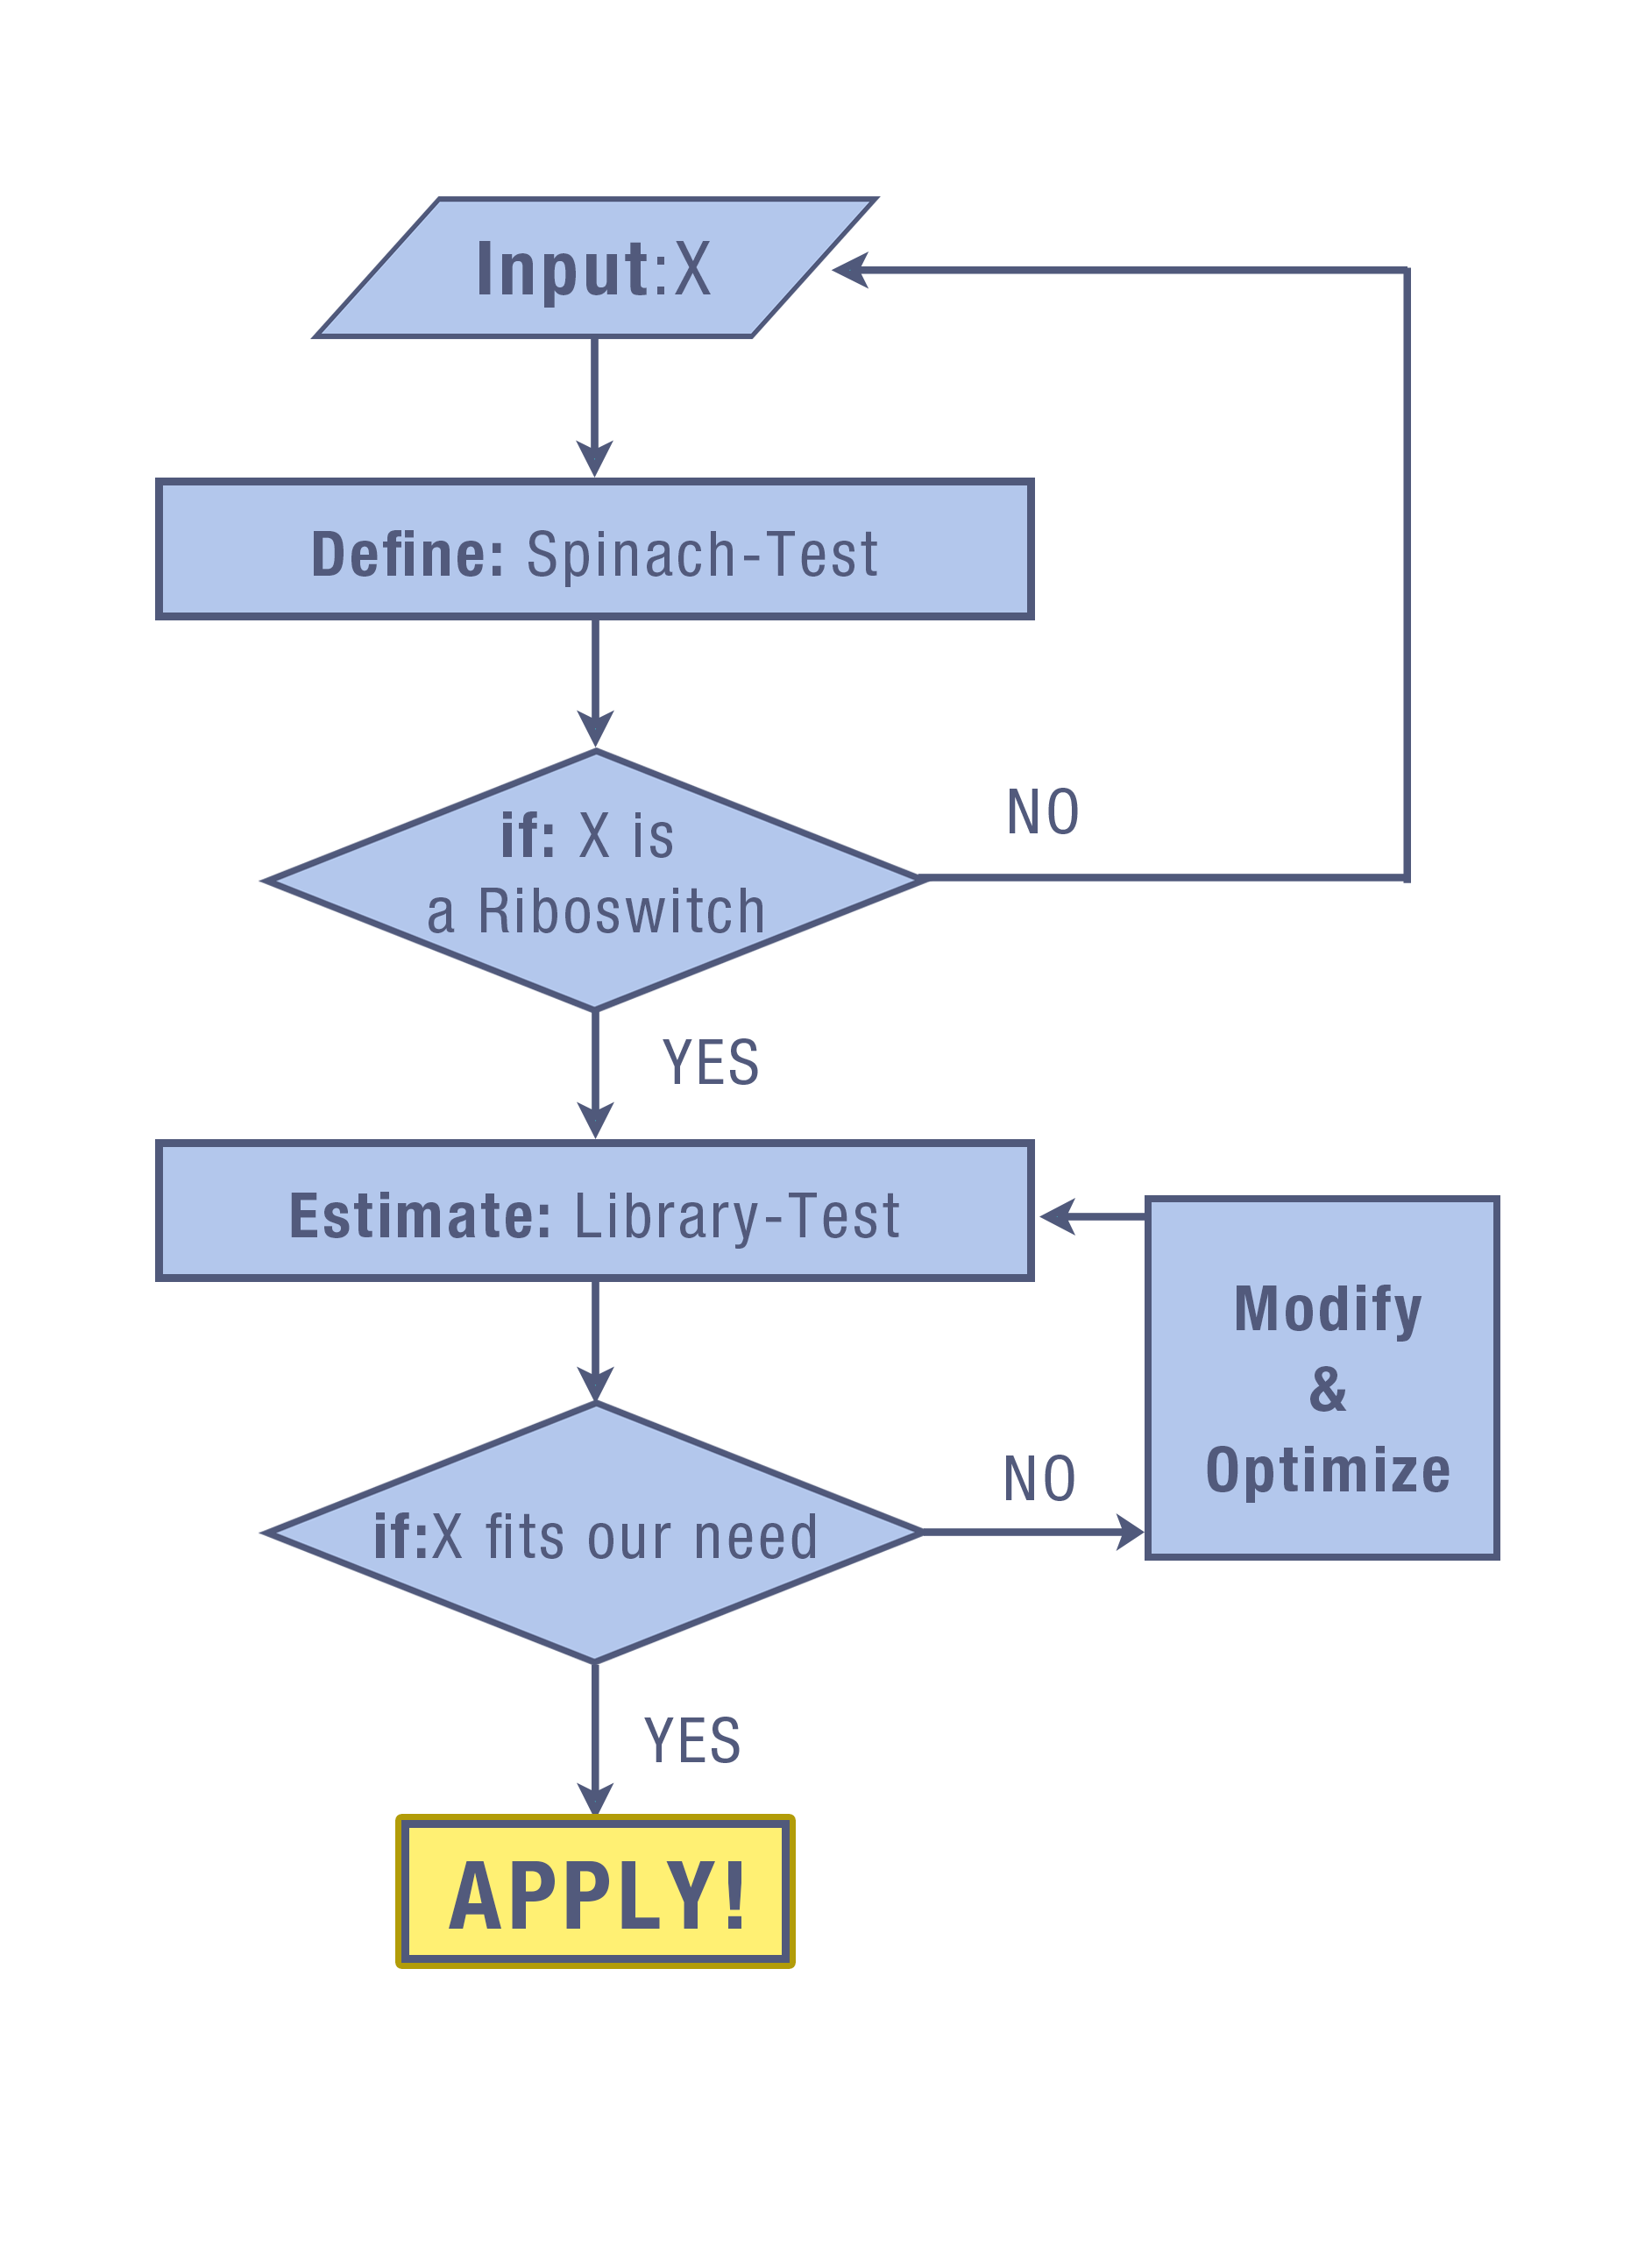 Input:X
Define: Spinach-Test
if: X is
a Riboswitch
NO
YES
Estimate: Library-Test
Modify
&
Optimize
if:X fits our need
NO
YES
APPLY!